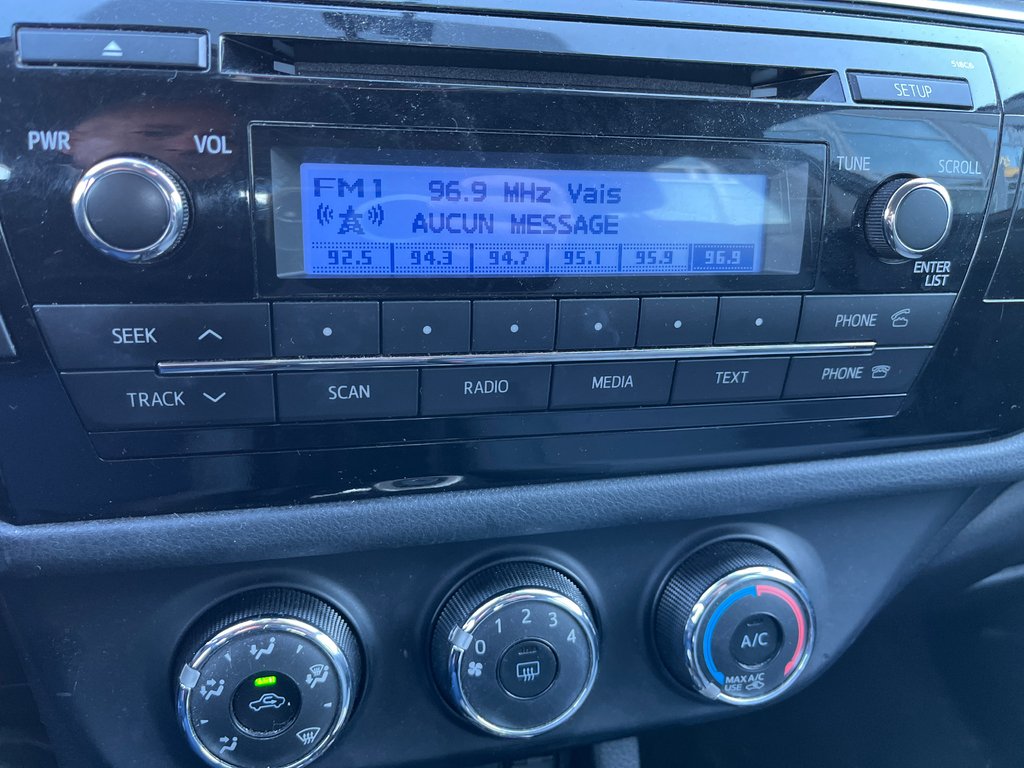 518C6
SETUP
PWR VOL
TUNE SCROLL
FM1 96.9 MHz Vais
AUCUN MESSAGE
92.5 94.3 94.7 95.1 95.9 96.9
ENTER
LIST
SEEK
PHONE
TRACK SCAN RADIO MEDIA TEXT PHONE
0 1 2 3 4
A/C
MAX A/C
USE